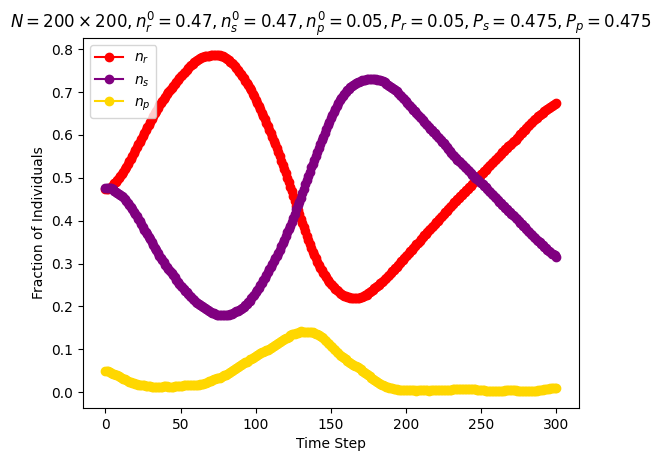 N = 200 × 200, n_r^0 = 0.47, n_s^0 = 0.47, n_p^0 = 0.05, P_r = 0.05, P_s = 0.475, P_p = 0.475
n_r
n_s
n_p
Fraction of Individuals
0.8
0.7
0.6
0.5
0.4
0.3
0.2
0.1
0.0
0 50 100 150 200 250 300
Time Step